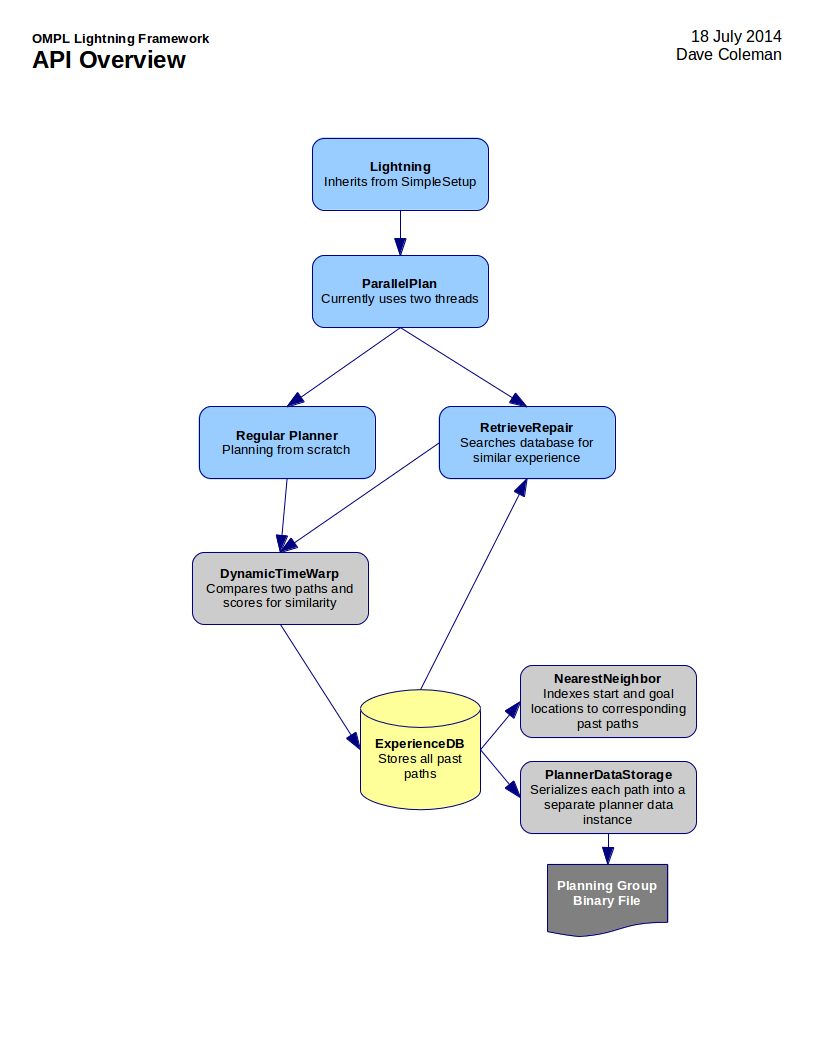 OMPL Lightning Framework
API Overview
18 July 2014
Dave Coleman
Lightning
Inherits from SimpleSetup
ParallelPlan
Currently uses two threads
Regular Planner
Planning from scratch
RetrieveRepair
Searches database for
similar experience
DynamicTimeWarp
Compares two paths and
scores for similarity
NearestNeighbor
Indexes start and goal
locations to corresponding
past paths
ExperienceDB
Stores all past
paths
PlannerDataStorage
Serializes each path into a
separate planner data
instance
Planning Group
Binary File